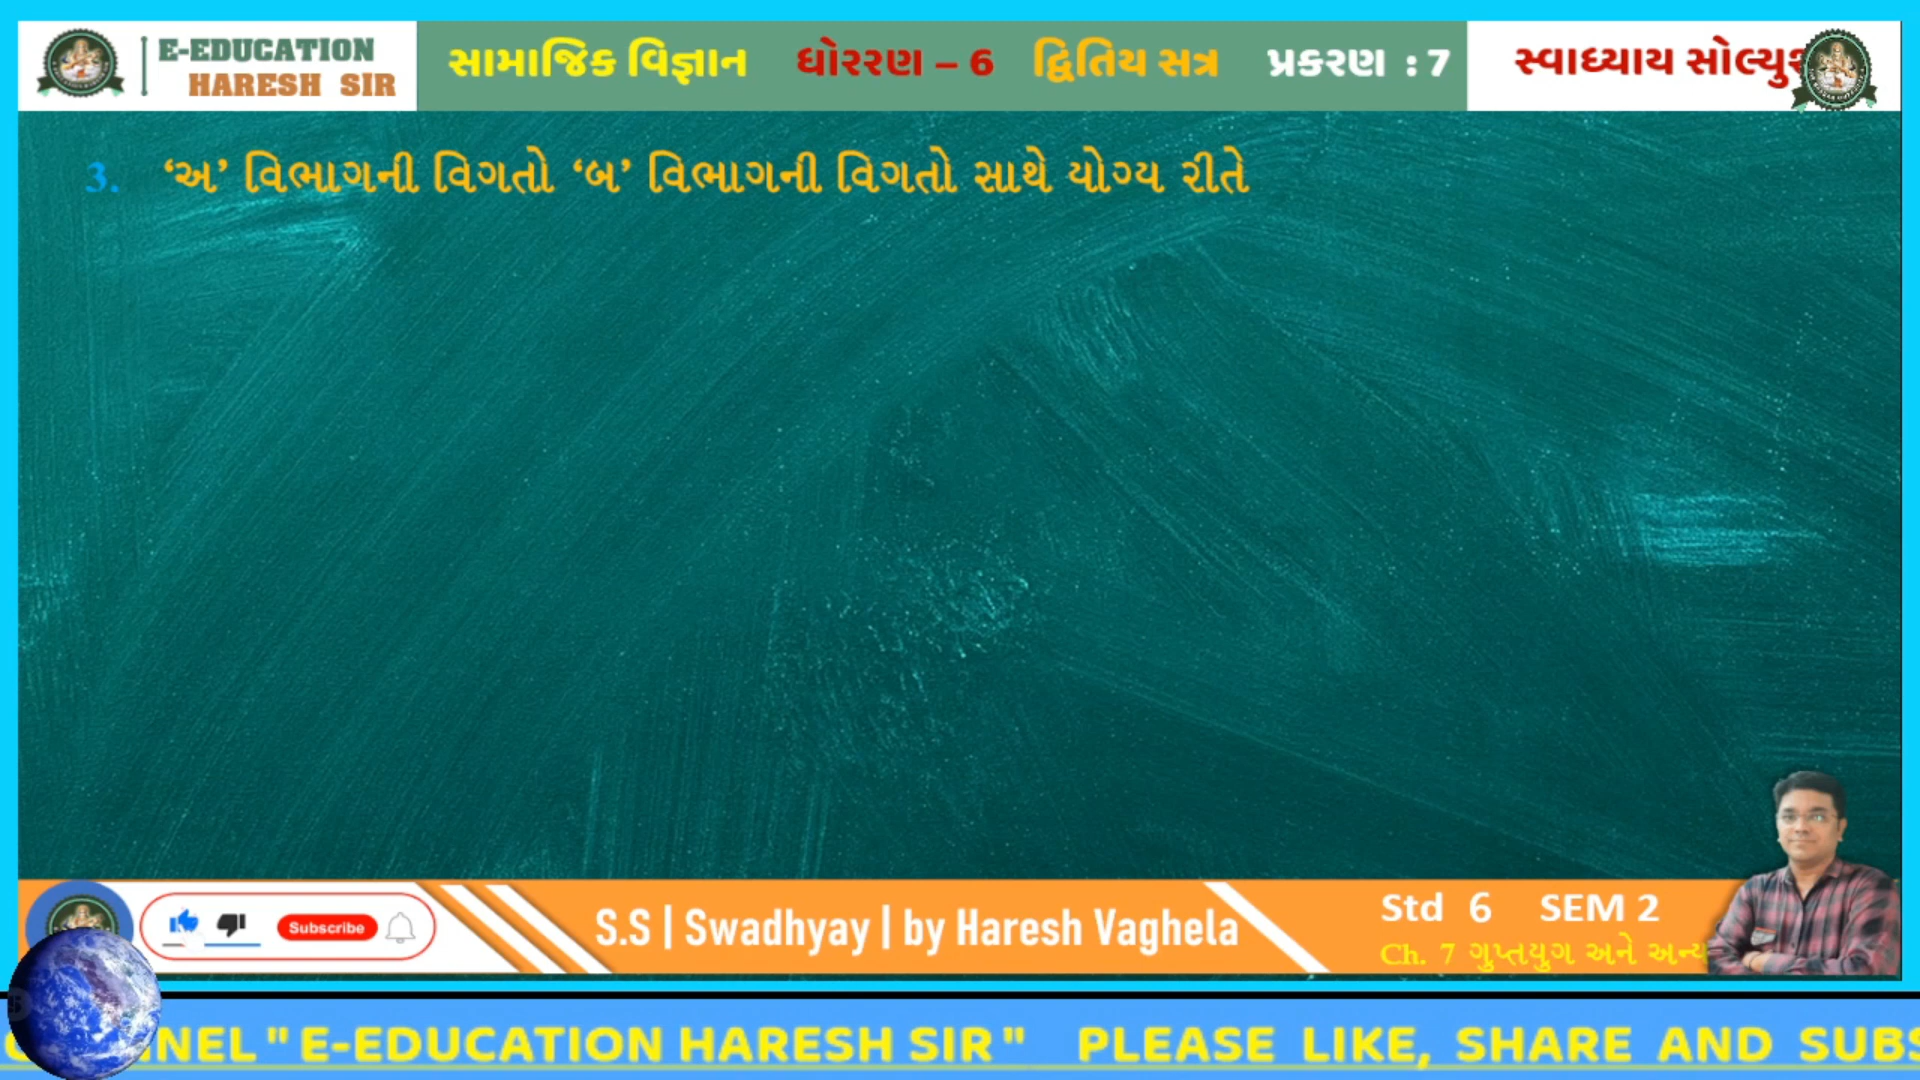 E-EDUCATION
HARESH SIR
સામાજિક વિજ્ઞાન ધોરરણ – 6 દ્વિતિય સત્ર પ્રકરણ : 7 સ્વાધ્યાય
3. ‘અ’ વિભાગની વિગતો ‘બ’ વિભાગની વિગતો સાથે યોગ્ય રીતે
Subscribe
S.S | Swadhyay | by Haresh Vaghela
Std 6 SEM 2
Ch. 7 ગુપ્તયુગ અને અન્ય
NEL " E-EDUCATION HARESH SIR " PLEASE LIKE, SHARE AND SUBS